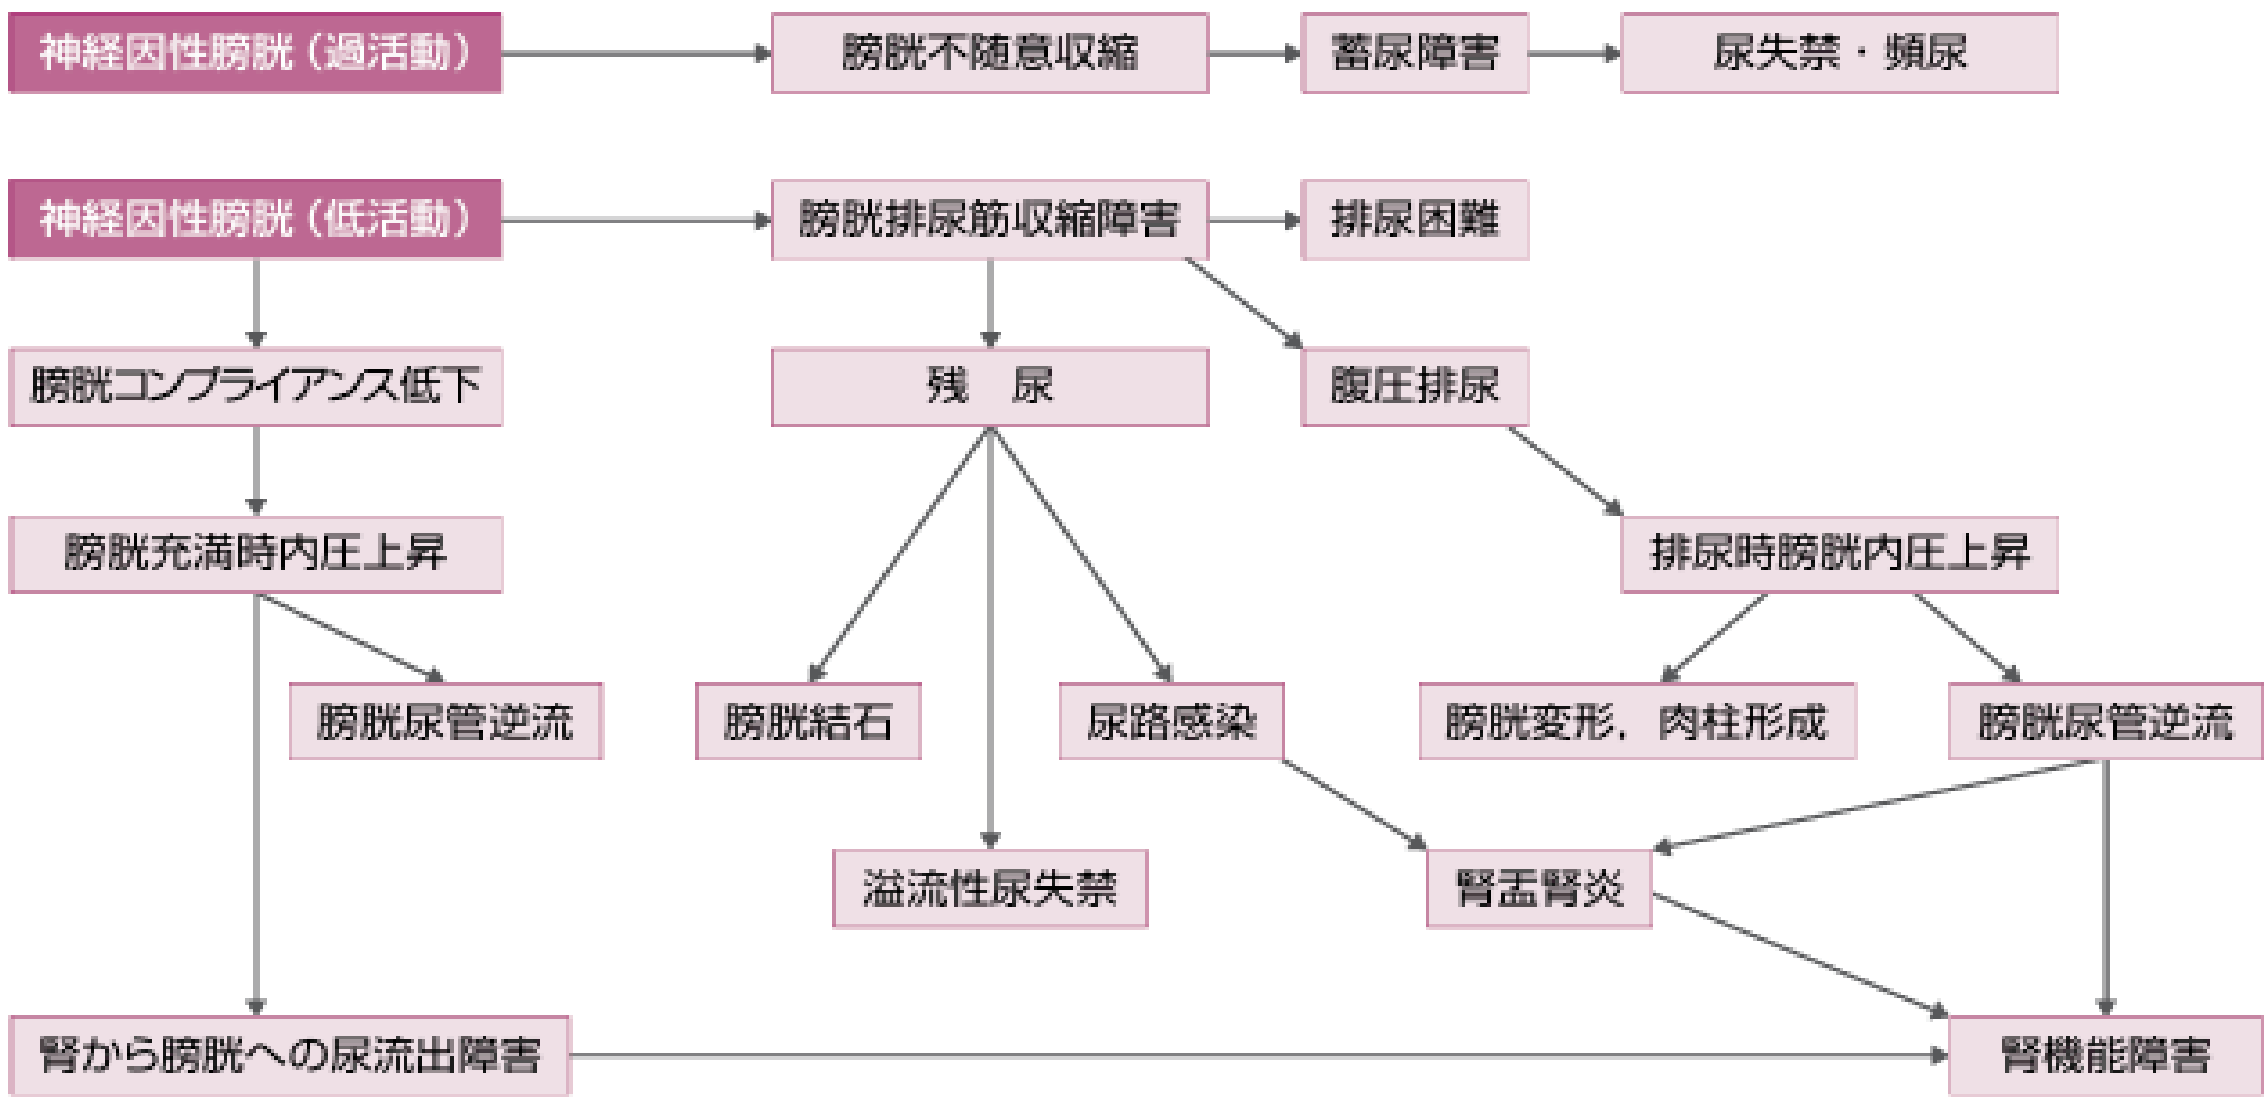 神経因性膀胱（過活動）
膀胱不随意収縮
蓄尿障害
尿失禁・頻尿
神経因性膀胱（低活動）
膀胱排尿筋収縮障害
排尿困難
膀胱コンプライアンス低下
残　尿
腹圧排尿
膀胱充満時内圧上昇
排尿時膀胱内圧上昇
膀胱尿管逆流
膀胱結石
尿路感染
膀胱変形，肉柱形成
膀胱尿管逆流
溢流性尿失禁
腎盂腎炎
腎から膀胱への尿流出障害
腎機能障害